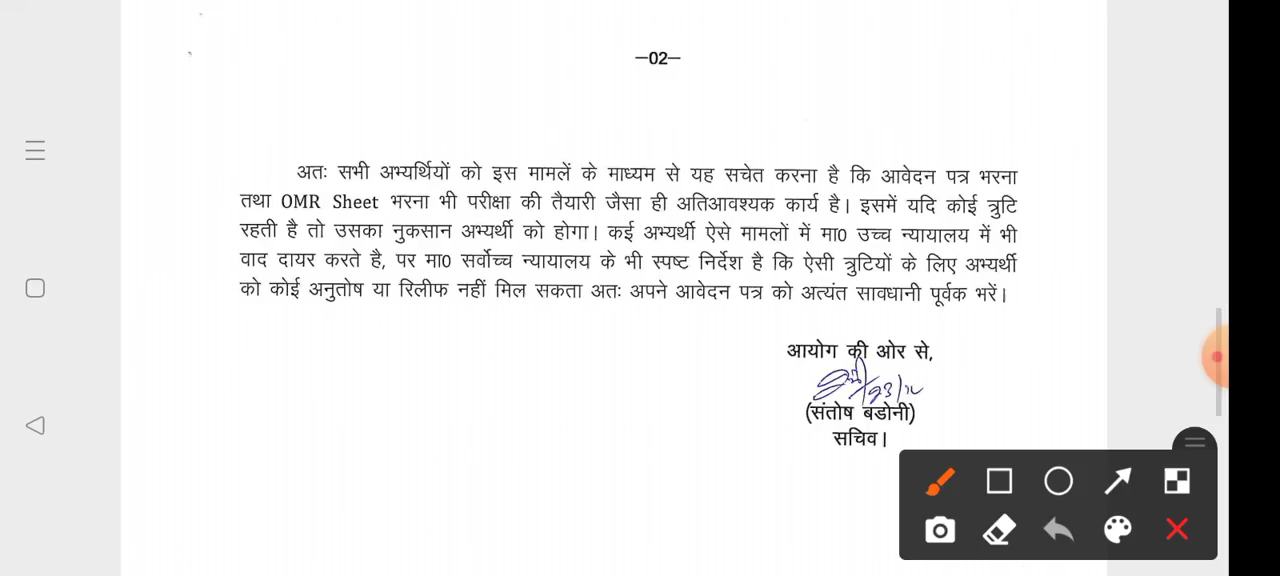 —02—
अतः सभी अभ्यर्थियों को इस मामलें के माध्यम से यह सचेत करना है कि आवेदन पत्र भरना
तथा OMR Sheet भरना भी परीक्षा की तैयारी जैसा ही अतिआवश्यक कार्य है। इसमें यदि कोई त्रुटि
रहती है तो उसका नुकसान अभ्यर्थी को होगा। कई अभ्यर्थी ऐसे मामलों में मा0 उच्च न्यायालय में भी
वाद दायर करते है, पर मा0 सर्वोच्च न्यायालय के भी स्पष्ट निर्देश है कि ऐसी त्रुटियों के लिए अभ्यर्थी
को कोई अनुतोष या रिलीफ नहीं मिल सकता अतः अपने आवेदन पत्र को अत्यंत सावधानी पूर्वक भरें।
आयोग की ओर से,
(संतोष बडोनी)
सचिव।